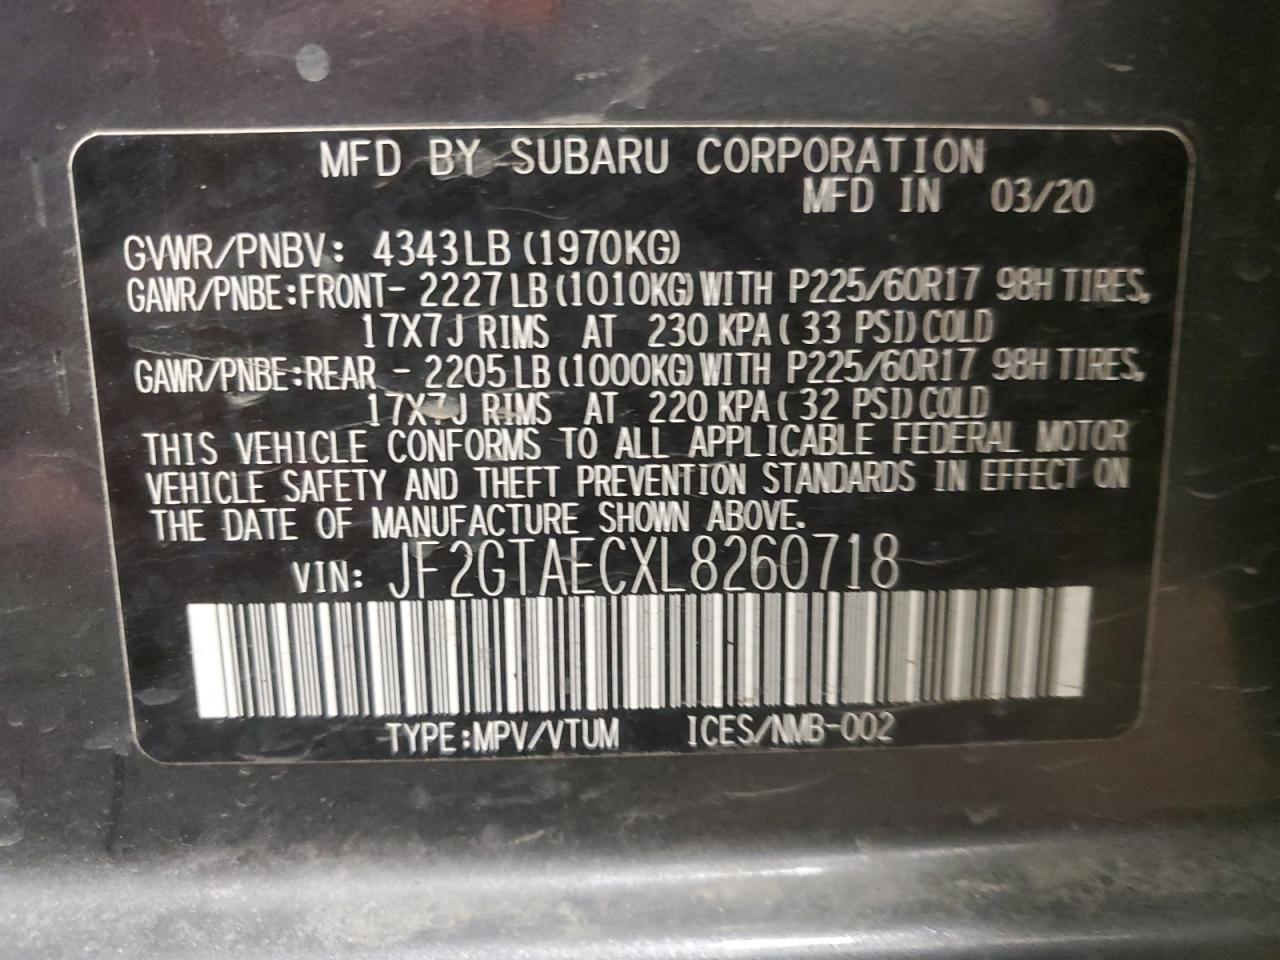 MFD BY SUBARU CORPORATION
MFD IN 03/20
GVWR/PNBV: 4343LB (1970KG)
GAWR/PNBE:FRONT- 2227LB(1010KG)WITH P225/60R17 98H TIRES,
17X7J RIMS AT 230 KPA(33 PSI)COLD
GAWR/PNBE:REAR - 2205LB(1000KG)WITH P225/60R17 98H TIRES,
17X7J RIMS AT 220 KPA(32 PSI)COLD
THIS VEHICLE CONFORMS TO ALL APPLICABLE FEDERAL MOTOR
VEHICLE SAFETY AND THEFT PREVENTION STANDARDS IN EFFECT ON
THE DATE OF MANUFACTURE SHOWN ABOVE.
VIN: JF2GTAECXL8260718
TYPE:MPV/VTUM ICES/NMB-002